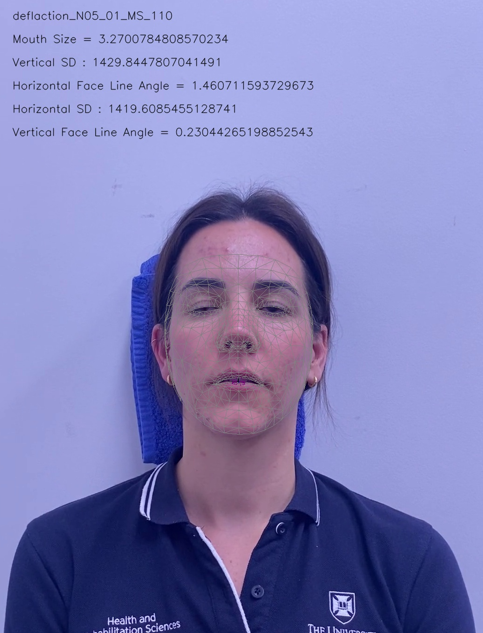 deflaction_N05_01_MS_110
Mouth Size = 3.2700784808570234
Vertical SD : 1429.8447807041491
Horizontal Face Line Angle = 1.460711593729673
Horizontal SD : 1419.6085455128741
Vertical Face Line Angle = 0.23044265198852543
Health and
Sciences
THE